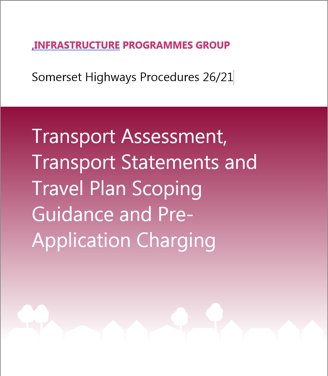 ,INFRASTRUCTURE PROGRAMMES GROUP
Somerset Highways Procedures 26/21
Transport Assessment,
Transport Statements and
Travel Plan Scoping
Guidance and Pre-
Application Charging